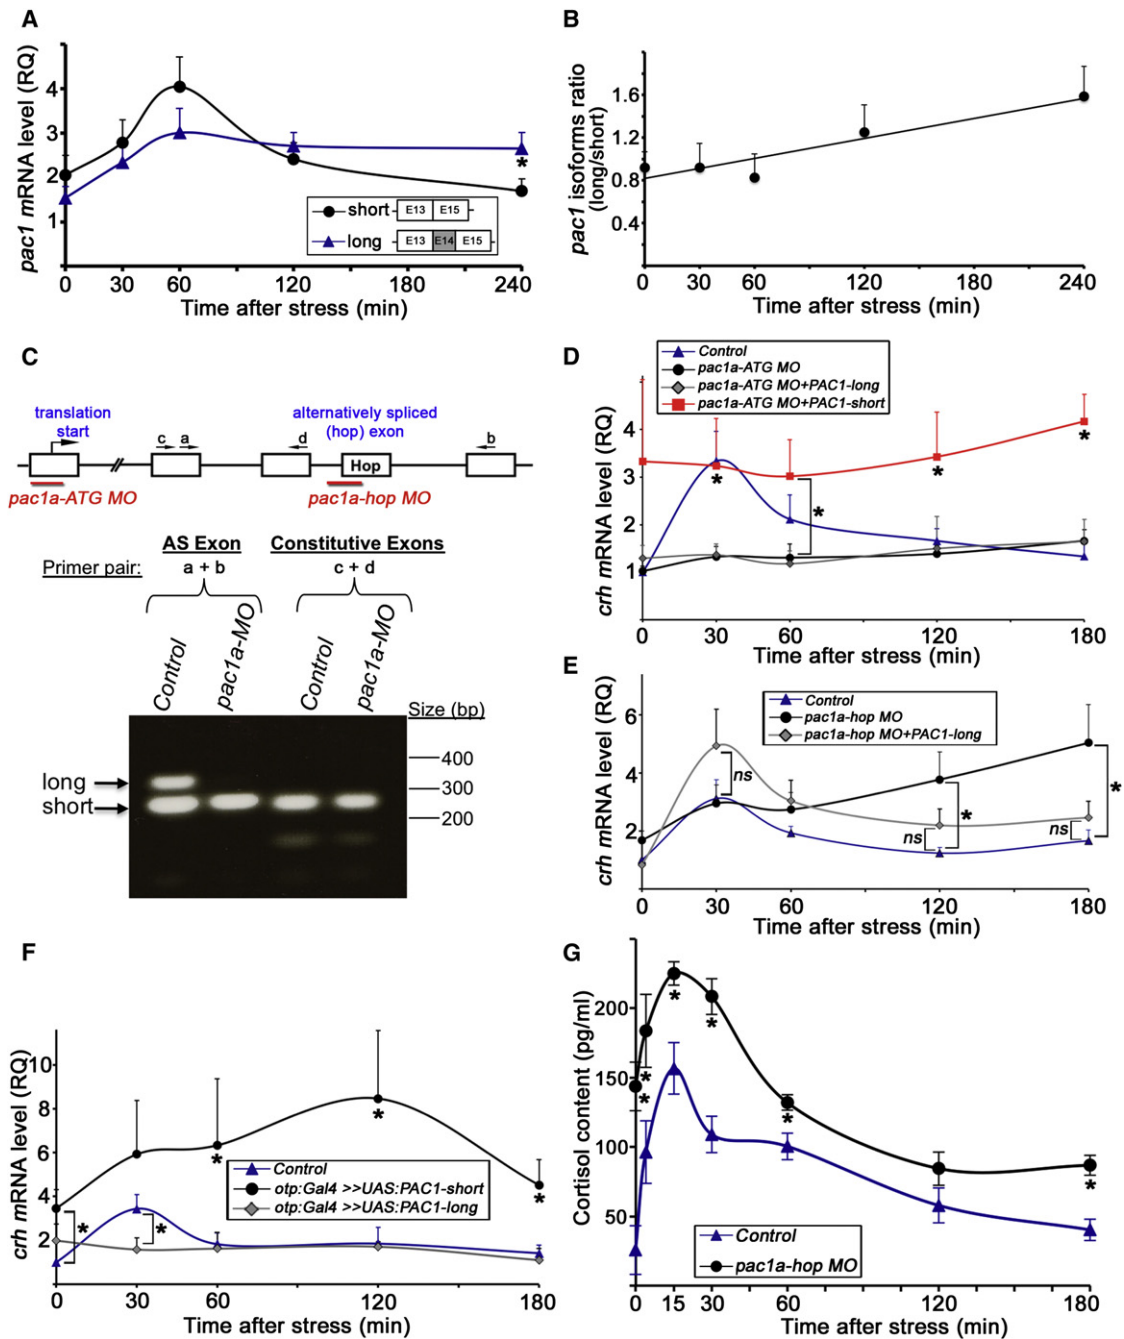 A
pac1 mRNA level (RQ)
4
3
2
1
0 30 60 120 180 240
Time after stress (min)
short E13 E15
long E13 E14 E15
*
B
pac1 isoforms ratio
(long/short)
1.6
1.2
0.8
0.4
0 30 60 120 180 240
Time after stress (min)
C
translation
start
alternatively spliced
(hop) exon
c a d b
Hop
pac1a-ATG MO
pac1a-hop MO
AS Exon Constitutive Exons
Primer pair: a + b c + d
Control
pac1a-MO
Control
pac1a-MO
Size (bp)
400
300
200
long
short
D
Control
pac1a-ATG MO
pac1a-ATG MO+PAC1-long
pac1a-ATG MO+PAC1-short
crh mRNA level (RQ)
4
3
2
1
* * * *
0 30 60 120 180
Time after stress (min)
E
Control
pac1a-hop MO
pac1a-hop MO+PAC1-long
crh mRNA level (RQ)
6
4
2
ns
ns
*
ns
*
0 30 60 120 180
Time after stress (min)
F
crh mRNA level (RQ)
10
8
6
4
2
* * * * *
Control
otp:Gal4 >>UAS:PAC1-short
otp:Gal4 >>UAS:PAC1-long
0 30 60 120 180
Time after stress (min)
G
Cortisol content (pg/ml)
200
150
100
50
* * * * * *
Control
pac1a-hop MO
0 15 30 60 120 180
Time after stress (min)